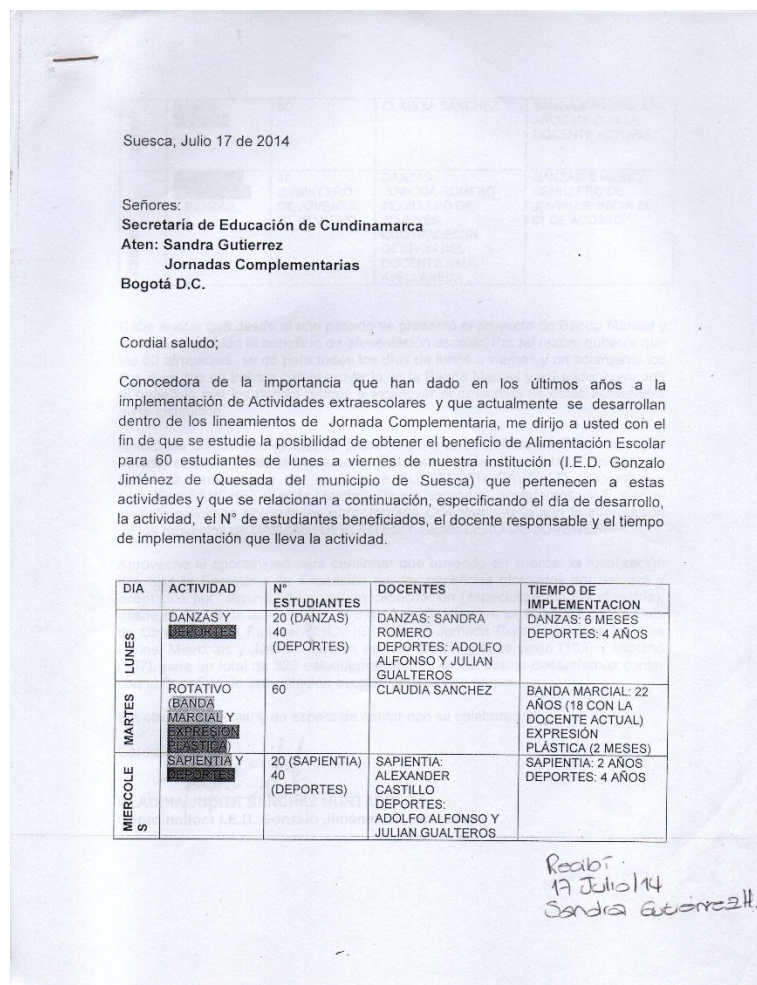 Suesca, Julio 17 de 2014
Señores:
Secretaría de Educación de Cundinamarca
Aten: Sandra Gutierrez
Jornadas Complementarias
Bogotá D.C.
Cordial saludo;
Conocedora de la importancia que han dado en los últimos años a la
implementación de Actividades extraescolares y que actualmente se desarrollan
dentro de los lineamientos de Jornada Complementaria, me dirijo a usted con el
fin de que se estudie la posibilidad de obtener el beneficio de Alimentación Escolar
para 60 estudiantes de lunes a viernes de nuestra institución (I.E.D. Gonzalo
Jiménez de Quesada del municipio de Suesca) que pertenecen a estas
actividades y que se relacionan a continuación, especificando el día de desarrollo,
la actividad, el N° de estudiantes beneficiados, el docente responsable y el tiempo
de implementación que lleva la actividad.
DIA ACTIVIDAD N° ESTUDIANTES DOCENTES TIEMPO DE IMPLEMENTACION
LUNES
DANZAS Y
DEPORTES
20 (DANZAS)
40
(DEPORTES)
DANZAS: SANDRA
ROMERO
DEPORTES: ADOLFO
ALFONSO Y JULIAN
GUALTEROS
DANZAS: 6 MESES
DEPORTES: 4 AÑOS
MARTES
ROTATIVO
(BANDA
MARCIAL Y
EXPRESION
PLASTICA)
60
CLAUDIA SANCHEZ
BANDA MARCIAL: 22
AÑOS (18 CON LA
DOCENTE ACTUAL)
EXPRESIÓN
PLÁSTICA (2 MESES)
MIERCOLE
S
SAPIENTIA Y
DEPORTES
20 (SAPIENTIA)
40
(DEPORTES)
SAPIENTIA:
ALEXANDER
CASTILLO
DEPORTES:
ADOLFO ALFONSO Y
JULIAN GUALTEROS
SAPIENTIA: 2 AÑOS
DEPORTES: 4 AÑOS
Recibí.
17 Julio/14
Sandra Gutiérrez H.